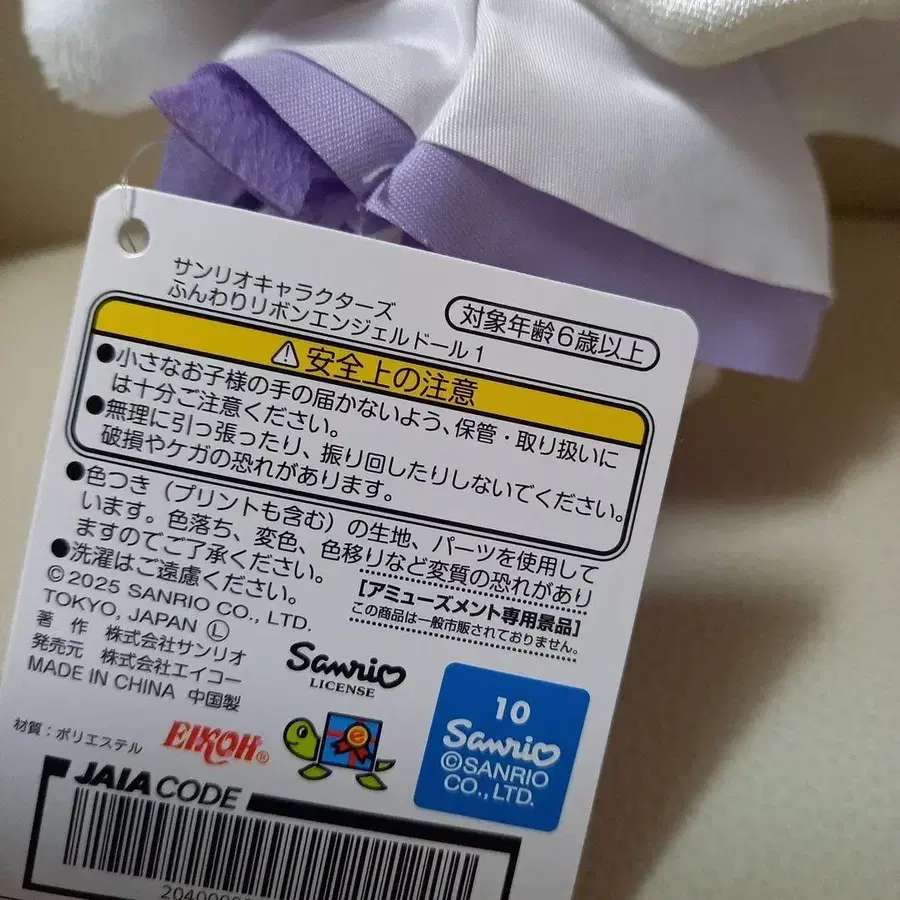 サンリオキャラクターズ
ふんわりリボンエンジェルドール1
対象年齢6歳以上
⚠安全上の注意
●小さなお子様の手の届かないよう、保管・取り扱いに
は十分ご注意ください。
●無理に引っ張ったり、振り回したりしないでください。
破損やケガの恐れがあります。
●色つき（プリントも含む）の生地、パーツを使用して
います。色落ち、変色、色移りなど変質の恐れがあり
ますのでご了承ください。
●洗濯はご遠慮ください。
©2025 SANRIO CO., LTD.
TOKYO, JAPAN Ⓛ
著 作 株式会社サンリオ
発売元 株式会社エイコー
MADE IN CHINA 中国製
[アミューズメント専用景品]
この商品は一般市販されておりません。
Sanrio
LICENSE
材質：ポリエステル
EIKOH®
e
10
Sanrio
©SANRIO
CO.,LTD.
JAIA CODE